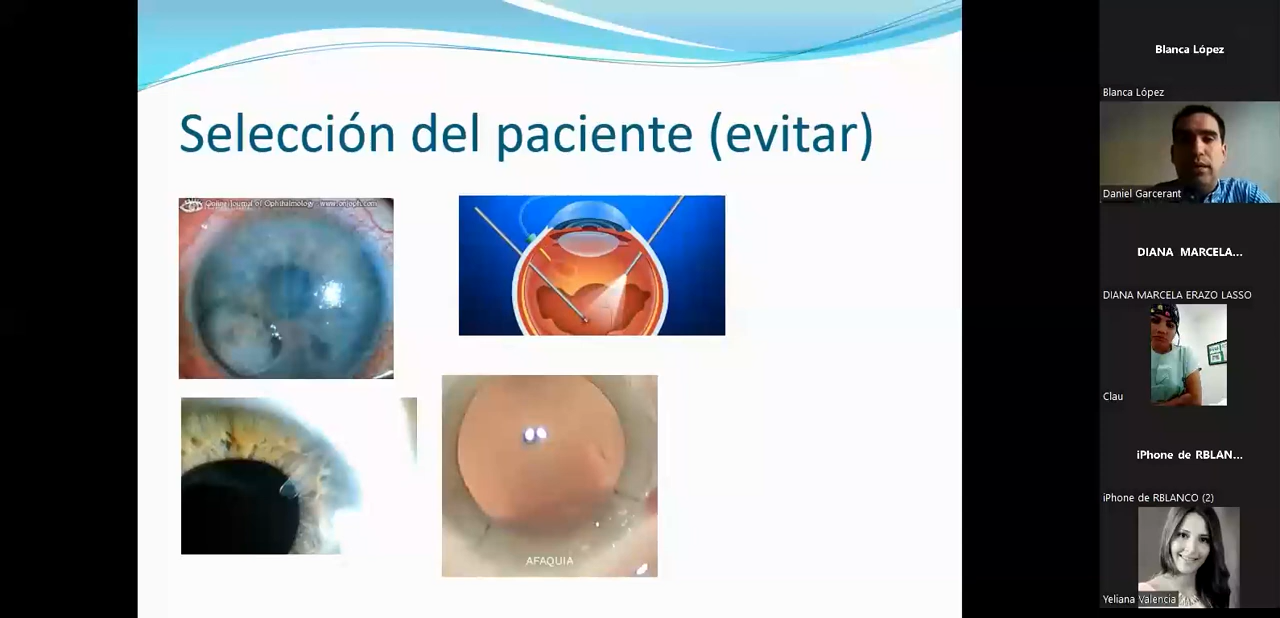 Selección del paciente (evitar)
Online Journal of Ophthalmology www.onjoph.com
AFAQUIA
Blanca López
Blanca López
Daniel Garcerant
DIANA MARCELA...
DIANA MARCELA ERAZO LASSO
Clau
iPhone de RBLAN...
iPhone de RBLANCO (2)
Yeliana Valencia